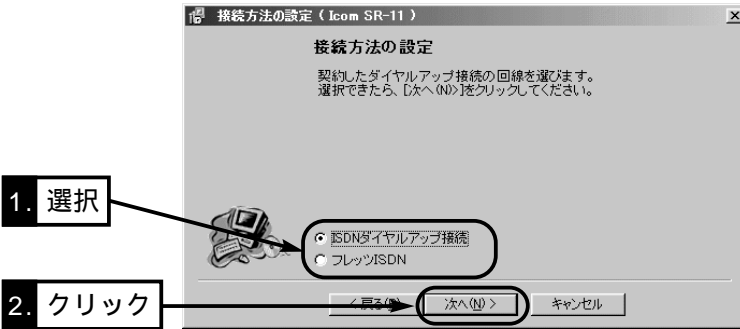 接続方法の設定 ( Icom SR-11 )
接続方法の設定
契約したダイヤルアップ接続の回線を選びます。
選択できたら、[次へ(N)>]をクリックしてください。
1. 選択
ISDNダイヤルアップ接続
フレッツISDN
2. クリック
< 戻る(B) 次へ(N) > キャンセル